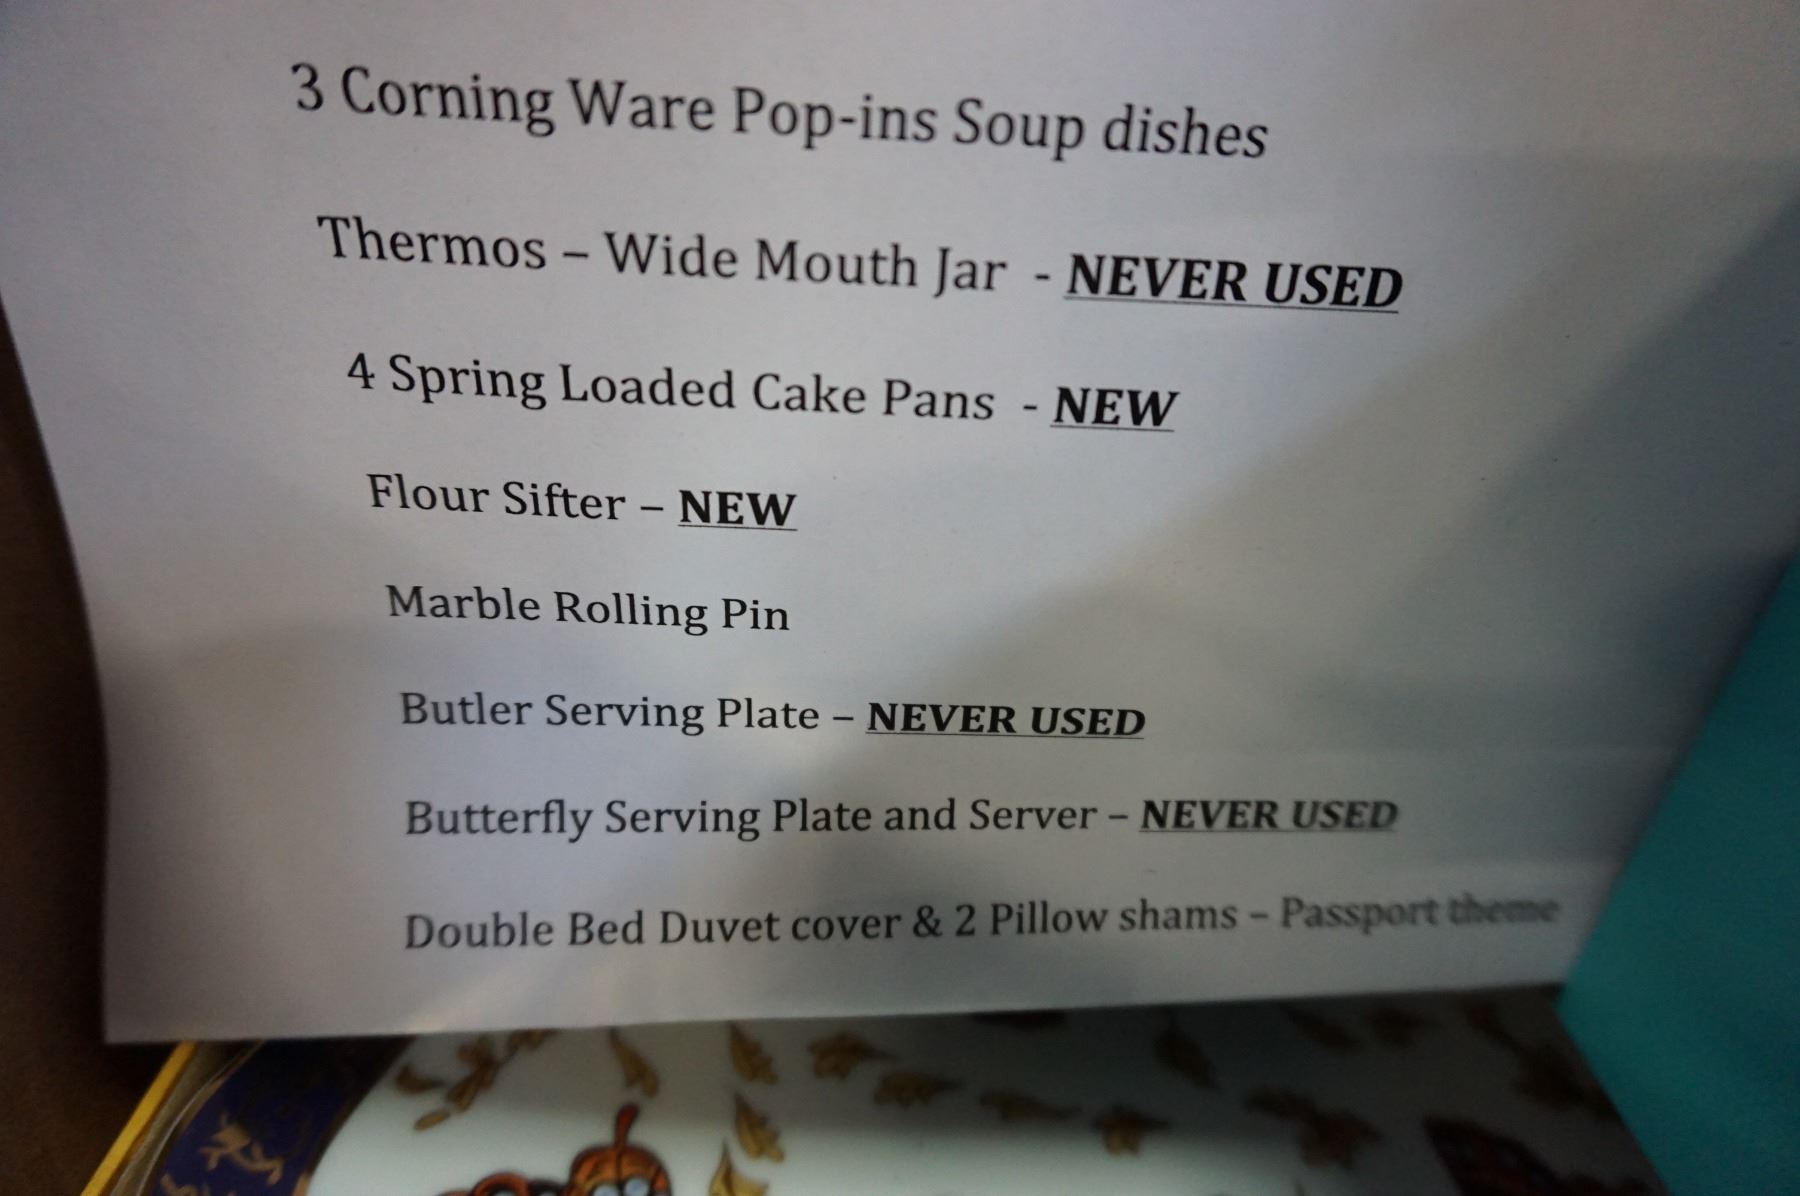 3 Corning Ware Pop-ins Soup dishes
Thermos – Wide Mouth Jar - NEVER USED
4 Spring Loaded Cake Pans - NEW
Flour Sifter – NEW
Marble Rolling Pin
Butler Serving Plate – NEVER USED
Butterfly Serving Plate and Server – NEVER USED
Double Bed Duvet cover & 2 Pillow shams – Passport theme